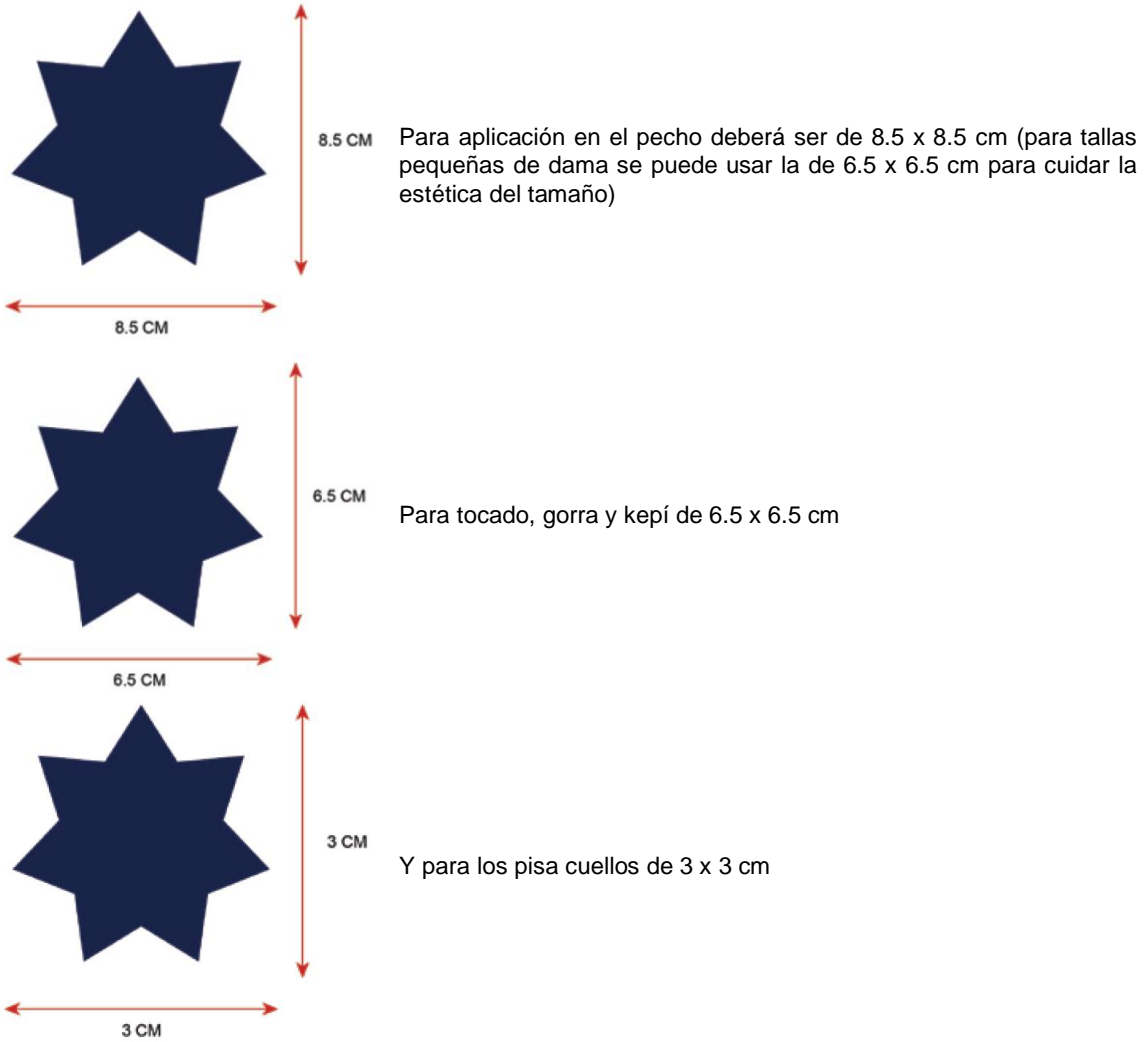 8.5 CM
Para aplicación en el pecho deberá ser de 8.5 x 8.5 cm (para tallas
pequeñas de dama se puede usar la de 6.5 x 6.5 cm para cuidar la
estética del tamaño)
8.5 CM
6.5 CM
Para tocado, gorra y kepí de 6.5 x 6.5 cm
6.5 CM
3 CM
Y para los pisa cuellos de 3 x 3 cm
3 CM